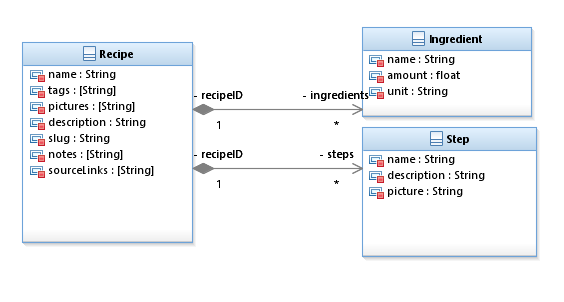 Recipe
name : String
tags : [String]
pictures : [String]
description : String
slug : String
notes : [String]
sourceLinks : [String]
- recipeID
- ingredients
1
*
- recipeID
- steps
1
*
Ingredient
name : String
amount : float
unit : String
Step
name : String
description : String
picture : String